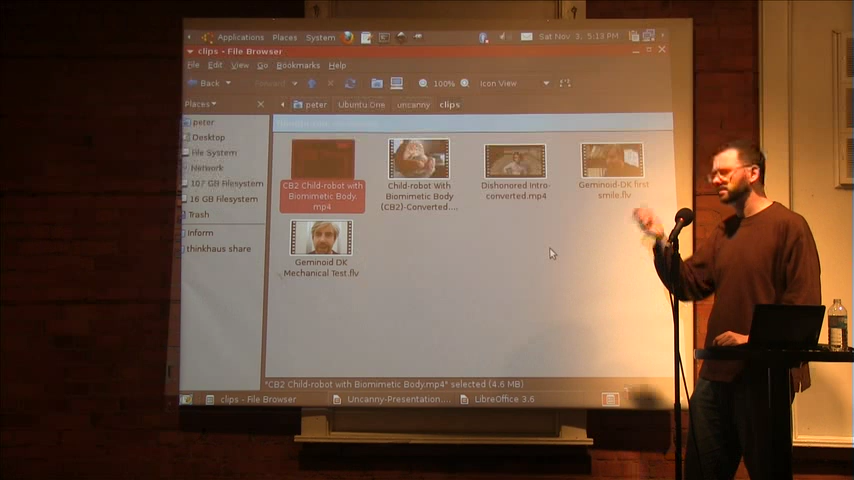 Applications Places System Sat Nov 3, 5:13 PM
clips - File Browser
File Edit View Go Bookmarks Help
Back Forward 100% Icon View
Places peter Ubuntu One uncanny clips
peter
Desktop
File System
Network
107 GB Filesystem
16 GB Filesystem
Trash
Inform
thinkhaus share
CB2 Child-robot with
Biomimetic Body.
mp4
Child-robot With
Biomimetic Body
(CB2)-Converted....
Dishonored Intro-
converted.mp4
Geminoid-DK first
smile.flv
Geminoid DK
Mechanical Test.flv
"CB2 Child-robot with Biomimetic Body.mp4" selected (4.6 MB)
clips - File Browser Uncanny-Presentation.... LibreOffice 3.6